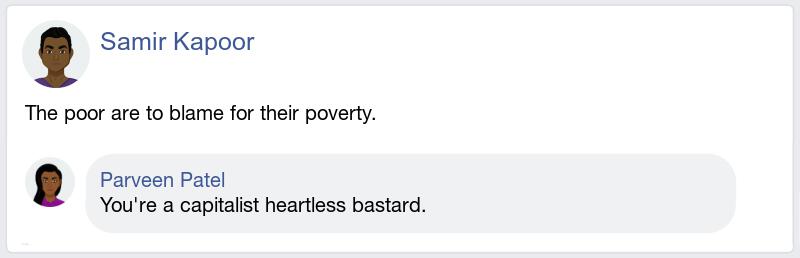 Samir Kapoor
The poor are to blame for their poverty.
Parveen Patel
You're a capitalist heartless bastard.